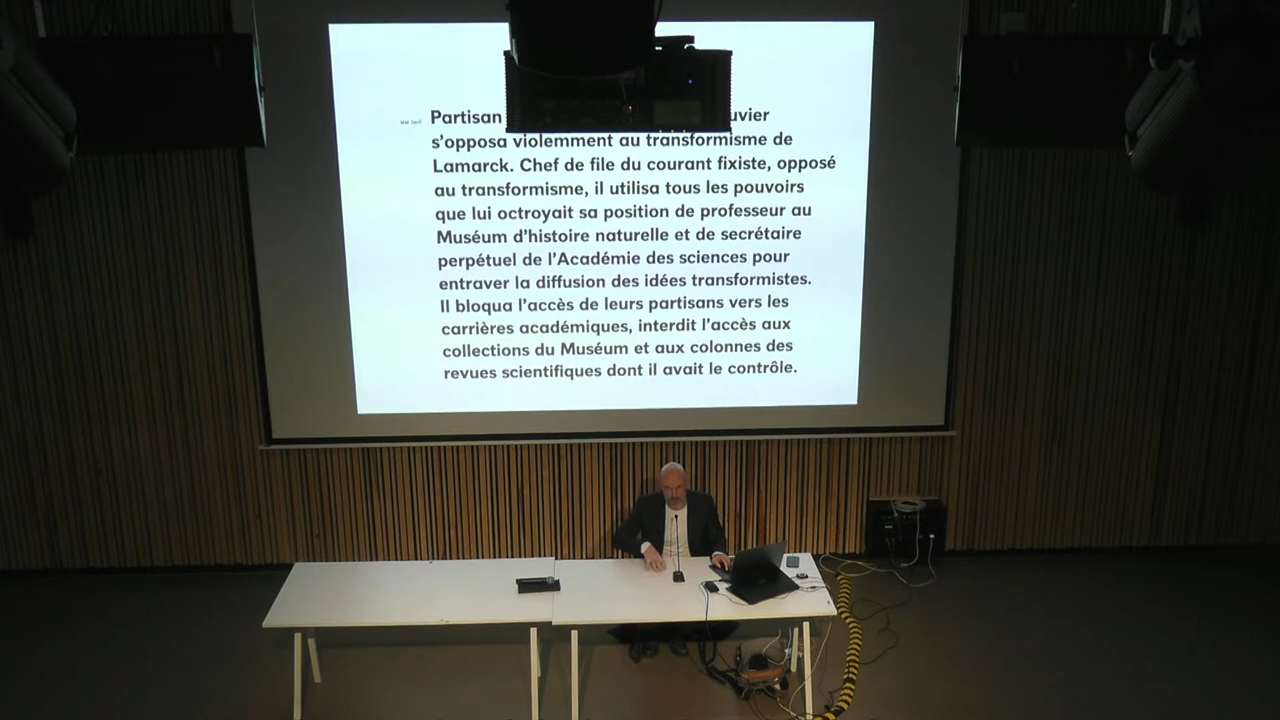 Partisan uvier
s'opposa violemment au transformisme de
Lamarck. Chef de file du courant fixiste, opposé
au transformisme, il utilisa tous les pouvoirs
que lui octroyait sa position de professeur au
Muséum d'histoire naturelle et de secrétaire
perpétuel de l'Académie des sciences pour
entraver la diffusion des idées transformistes.
Il bloqua l'accès de leurs partisans vers les
carrières académiques, interdit l'accès aux
collections du Muséum et aux colonnes des
revues scientifiques dont il avait le contrôle.